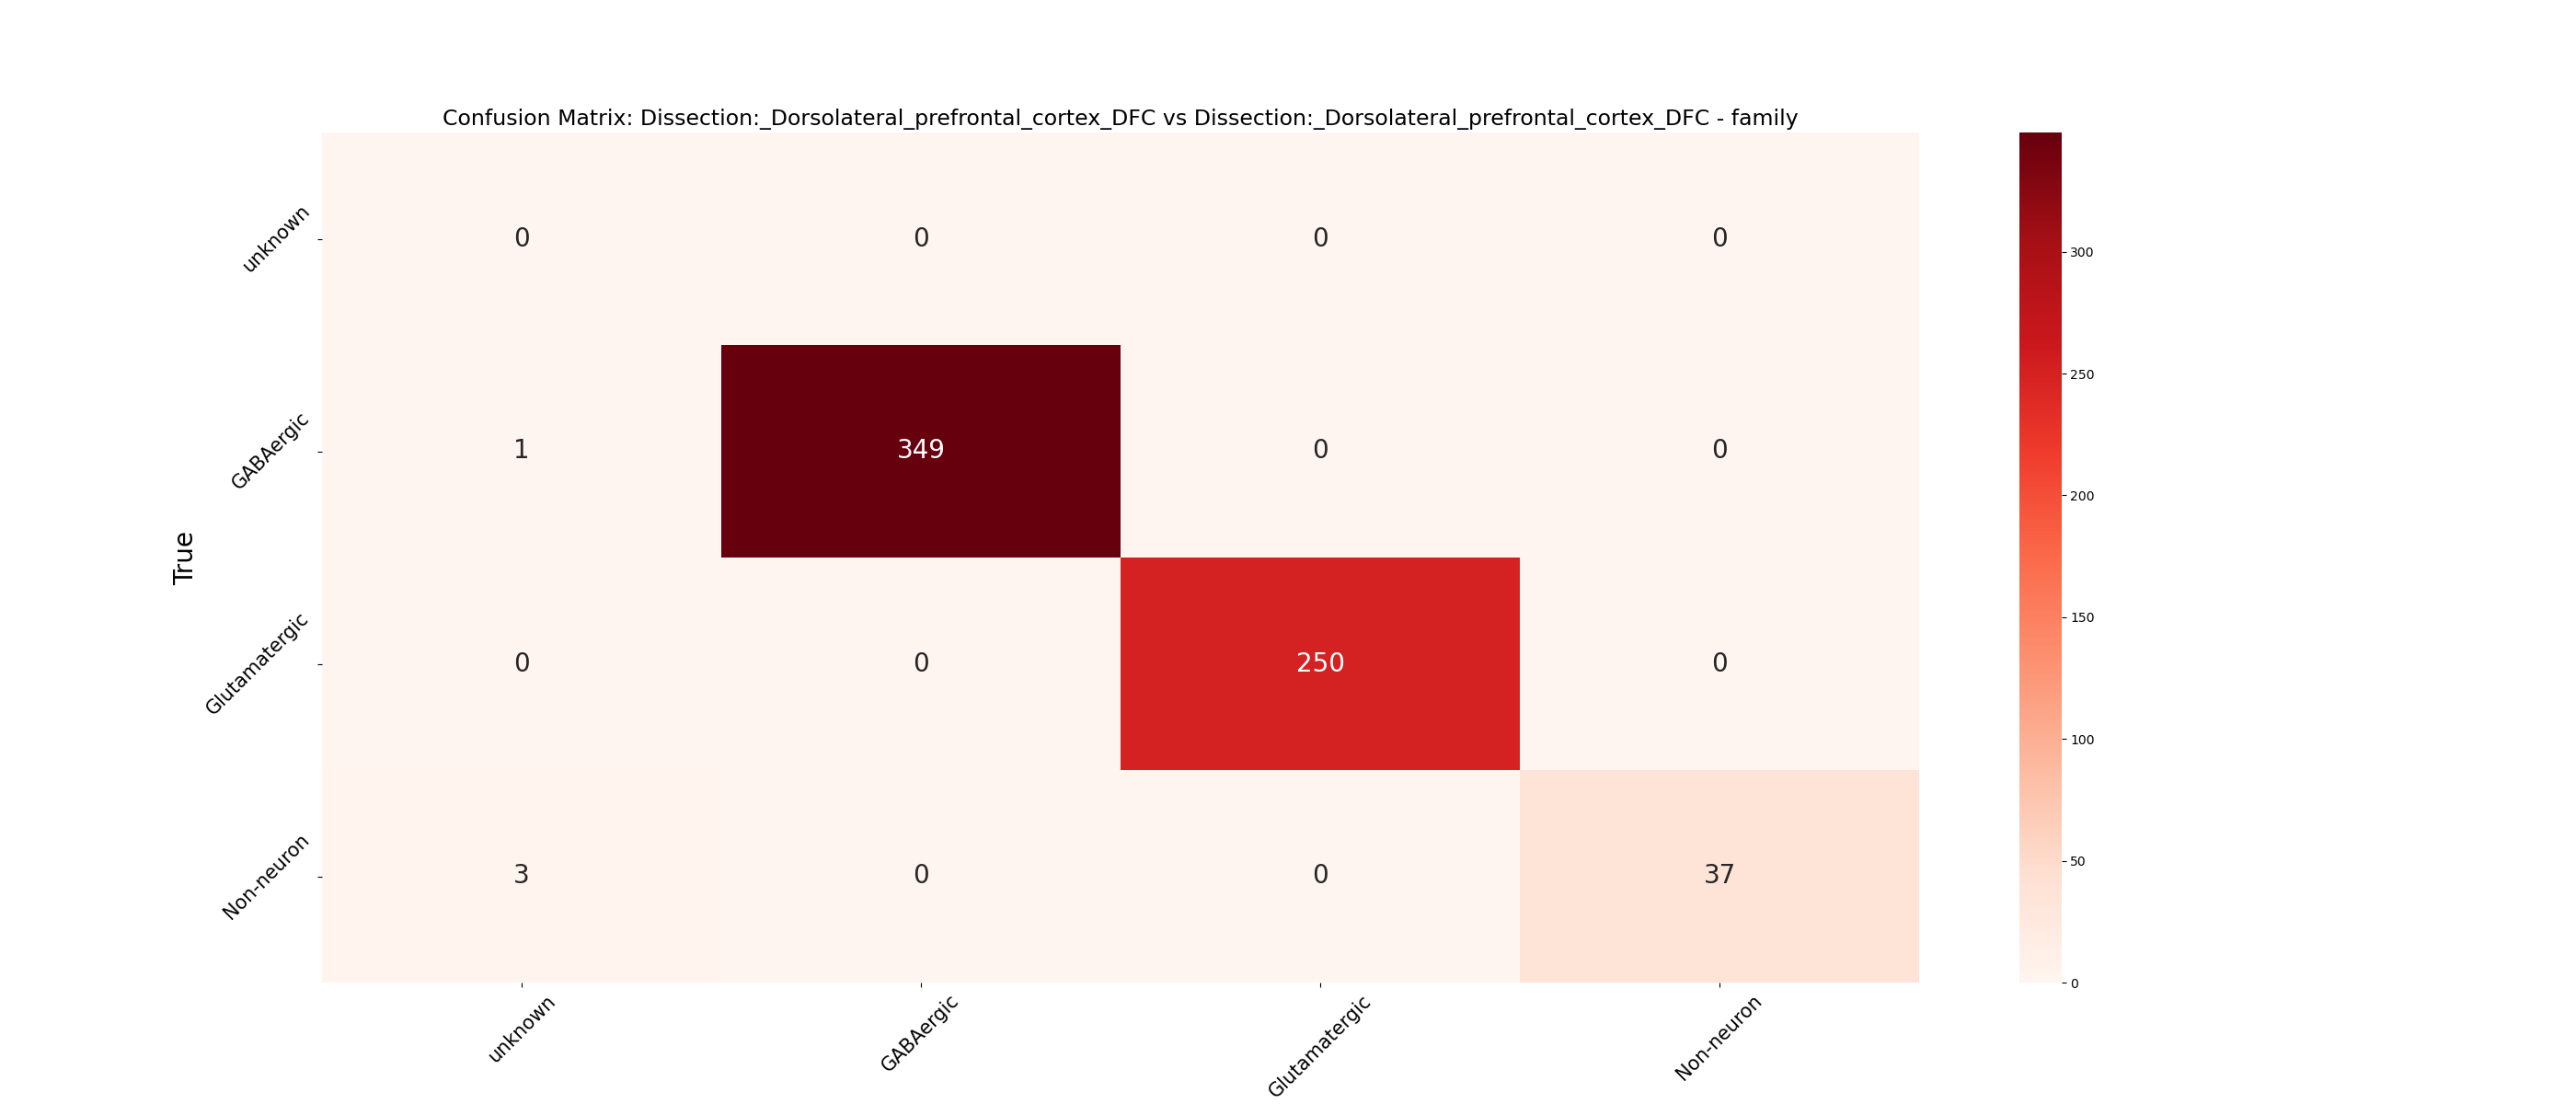 Confusion Matrix: Dissection:_Dorsolateral_prefrontal_cortex_DFC vs Dissection:_Dorsolateral_prefrontal_cortex_DFC - family
True
unknown
0 0 0 0
GABAergic
1 349 0 0
Glutamatergic
0 0 250 0
Non-neuron
3 0 0 37
unknown GABAergic Glutamatergic Non-neuron
300
250
200
150
100
50
0